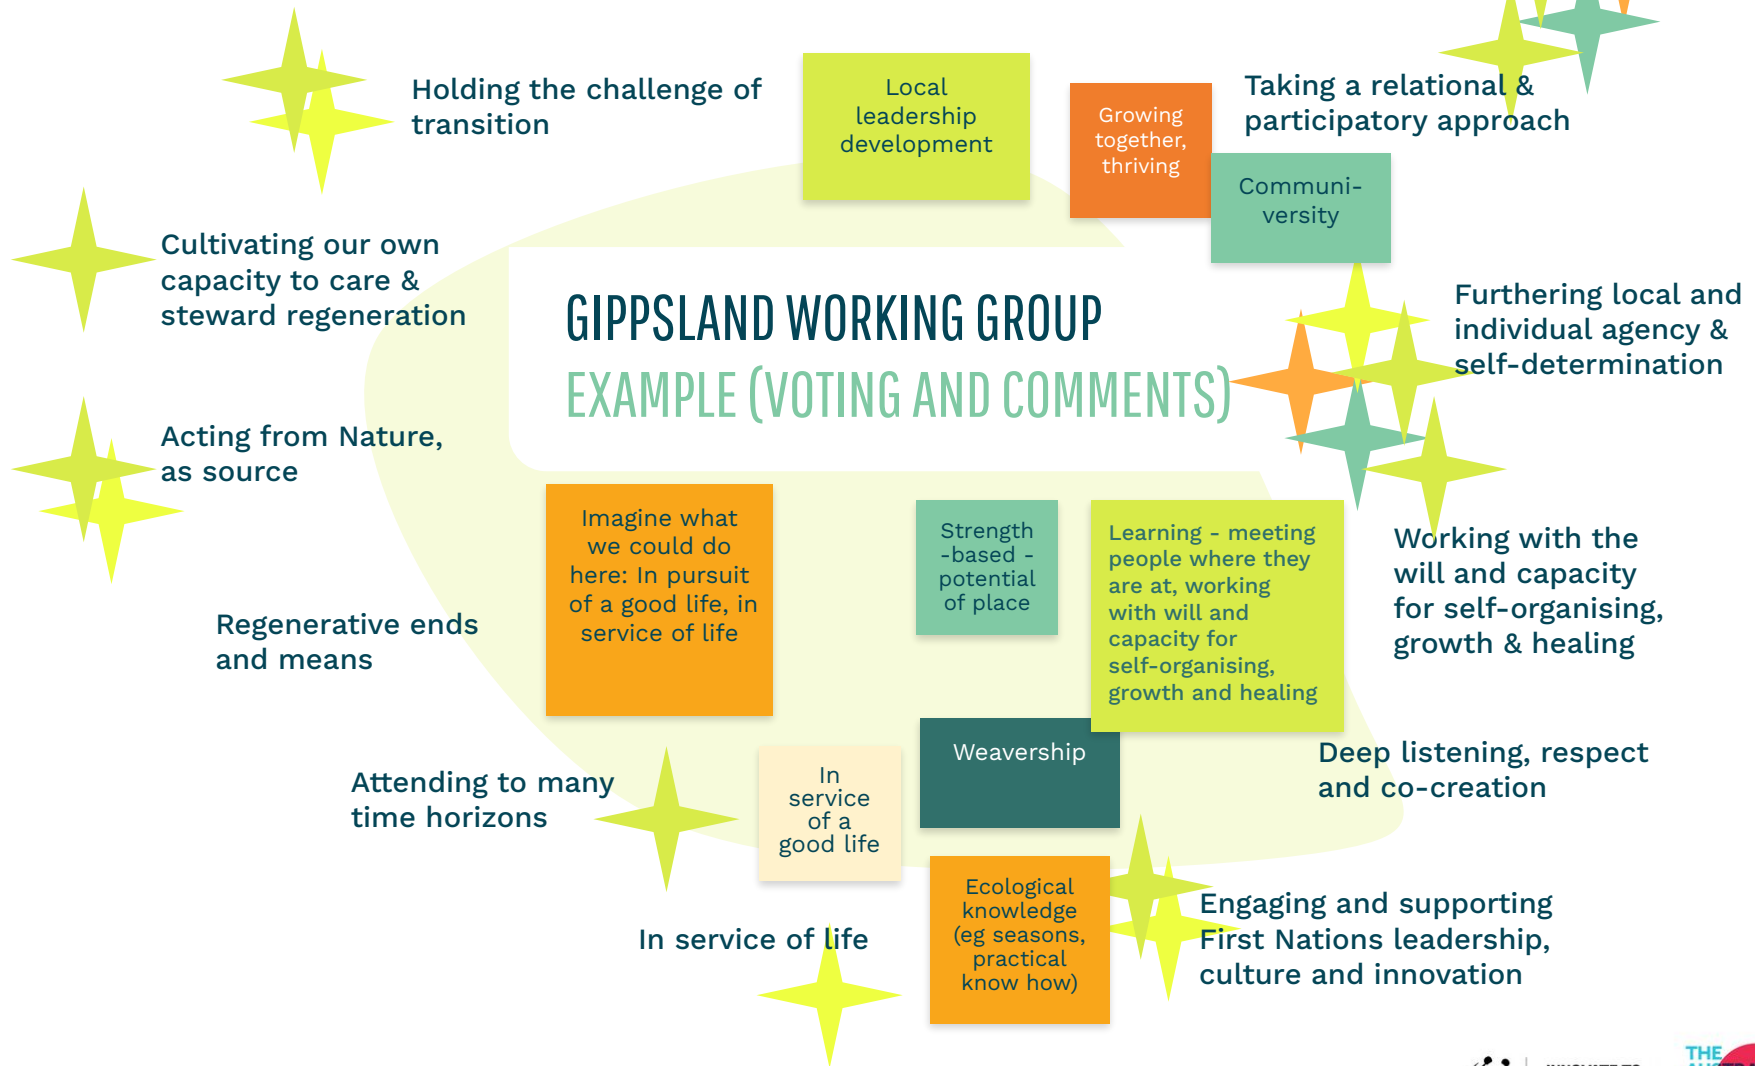 Holding the challenge of
transition
Local
leadership
development
Growing
together,
thriving
Taking a relational &
participatory approach
Communi-
versity
Cultivating our own
capacity to care &
steward regeneration
GIPPSLAND WORKING GROUP
EXAMPLE (VOTING AND COMMENTS)
Furthering local and
individual agency &
self-determination
Acting from Nature,
as source
Imagine what
we could do
here: In pursuit
of a good life, in
service of life
Strength
-based -
potential
of place
Learning - meeting
people where they
are at, working
with will and
capacity for
self-organising,
growth and healing
Working with the
will and capacity
for self-organising,
growth & healing
Regenerative ends
and means
Weavership
Deep listening, respect
and co-creation
Attending to many
time horizons
In
service
of a
good life
Ecological
knowledge
(eg seasons,
practical
know how)
In service of life
Engaging and supporting
First Nations leadership,
culture and innovation
THE